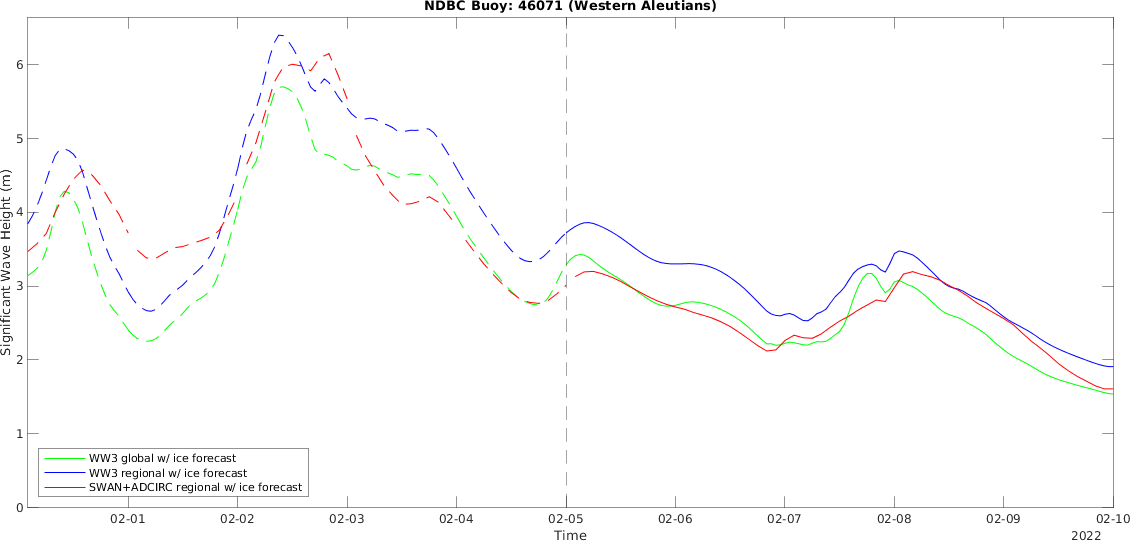 NDBC Buoy: 46071 (Western Aleutians)
Significant Wave Height (m)
6
5
4
3
2
1
0
WW3 global w/ ice forecast
WW3 regional w/ ice forecast
SWAN+ADCIRC regional w/ ice forecast
02-01 02-02 02-03 02-04 02-05 02-06 02-07 02-08 02-09 02-10
Time
2022